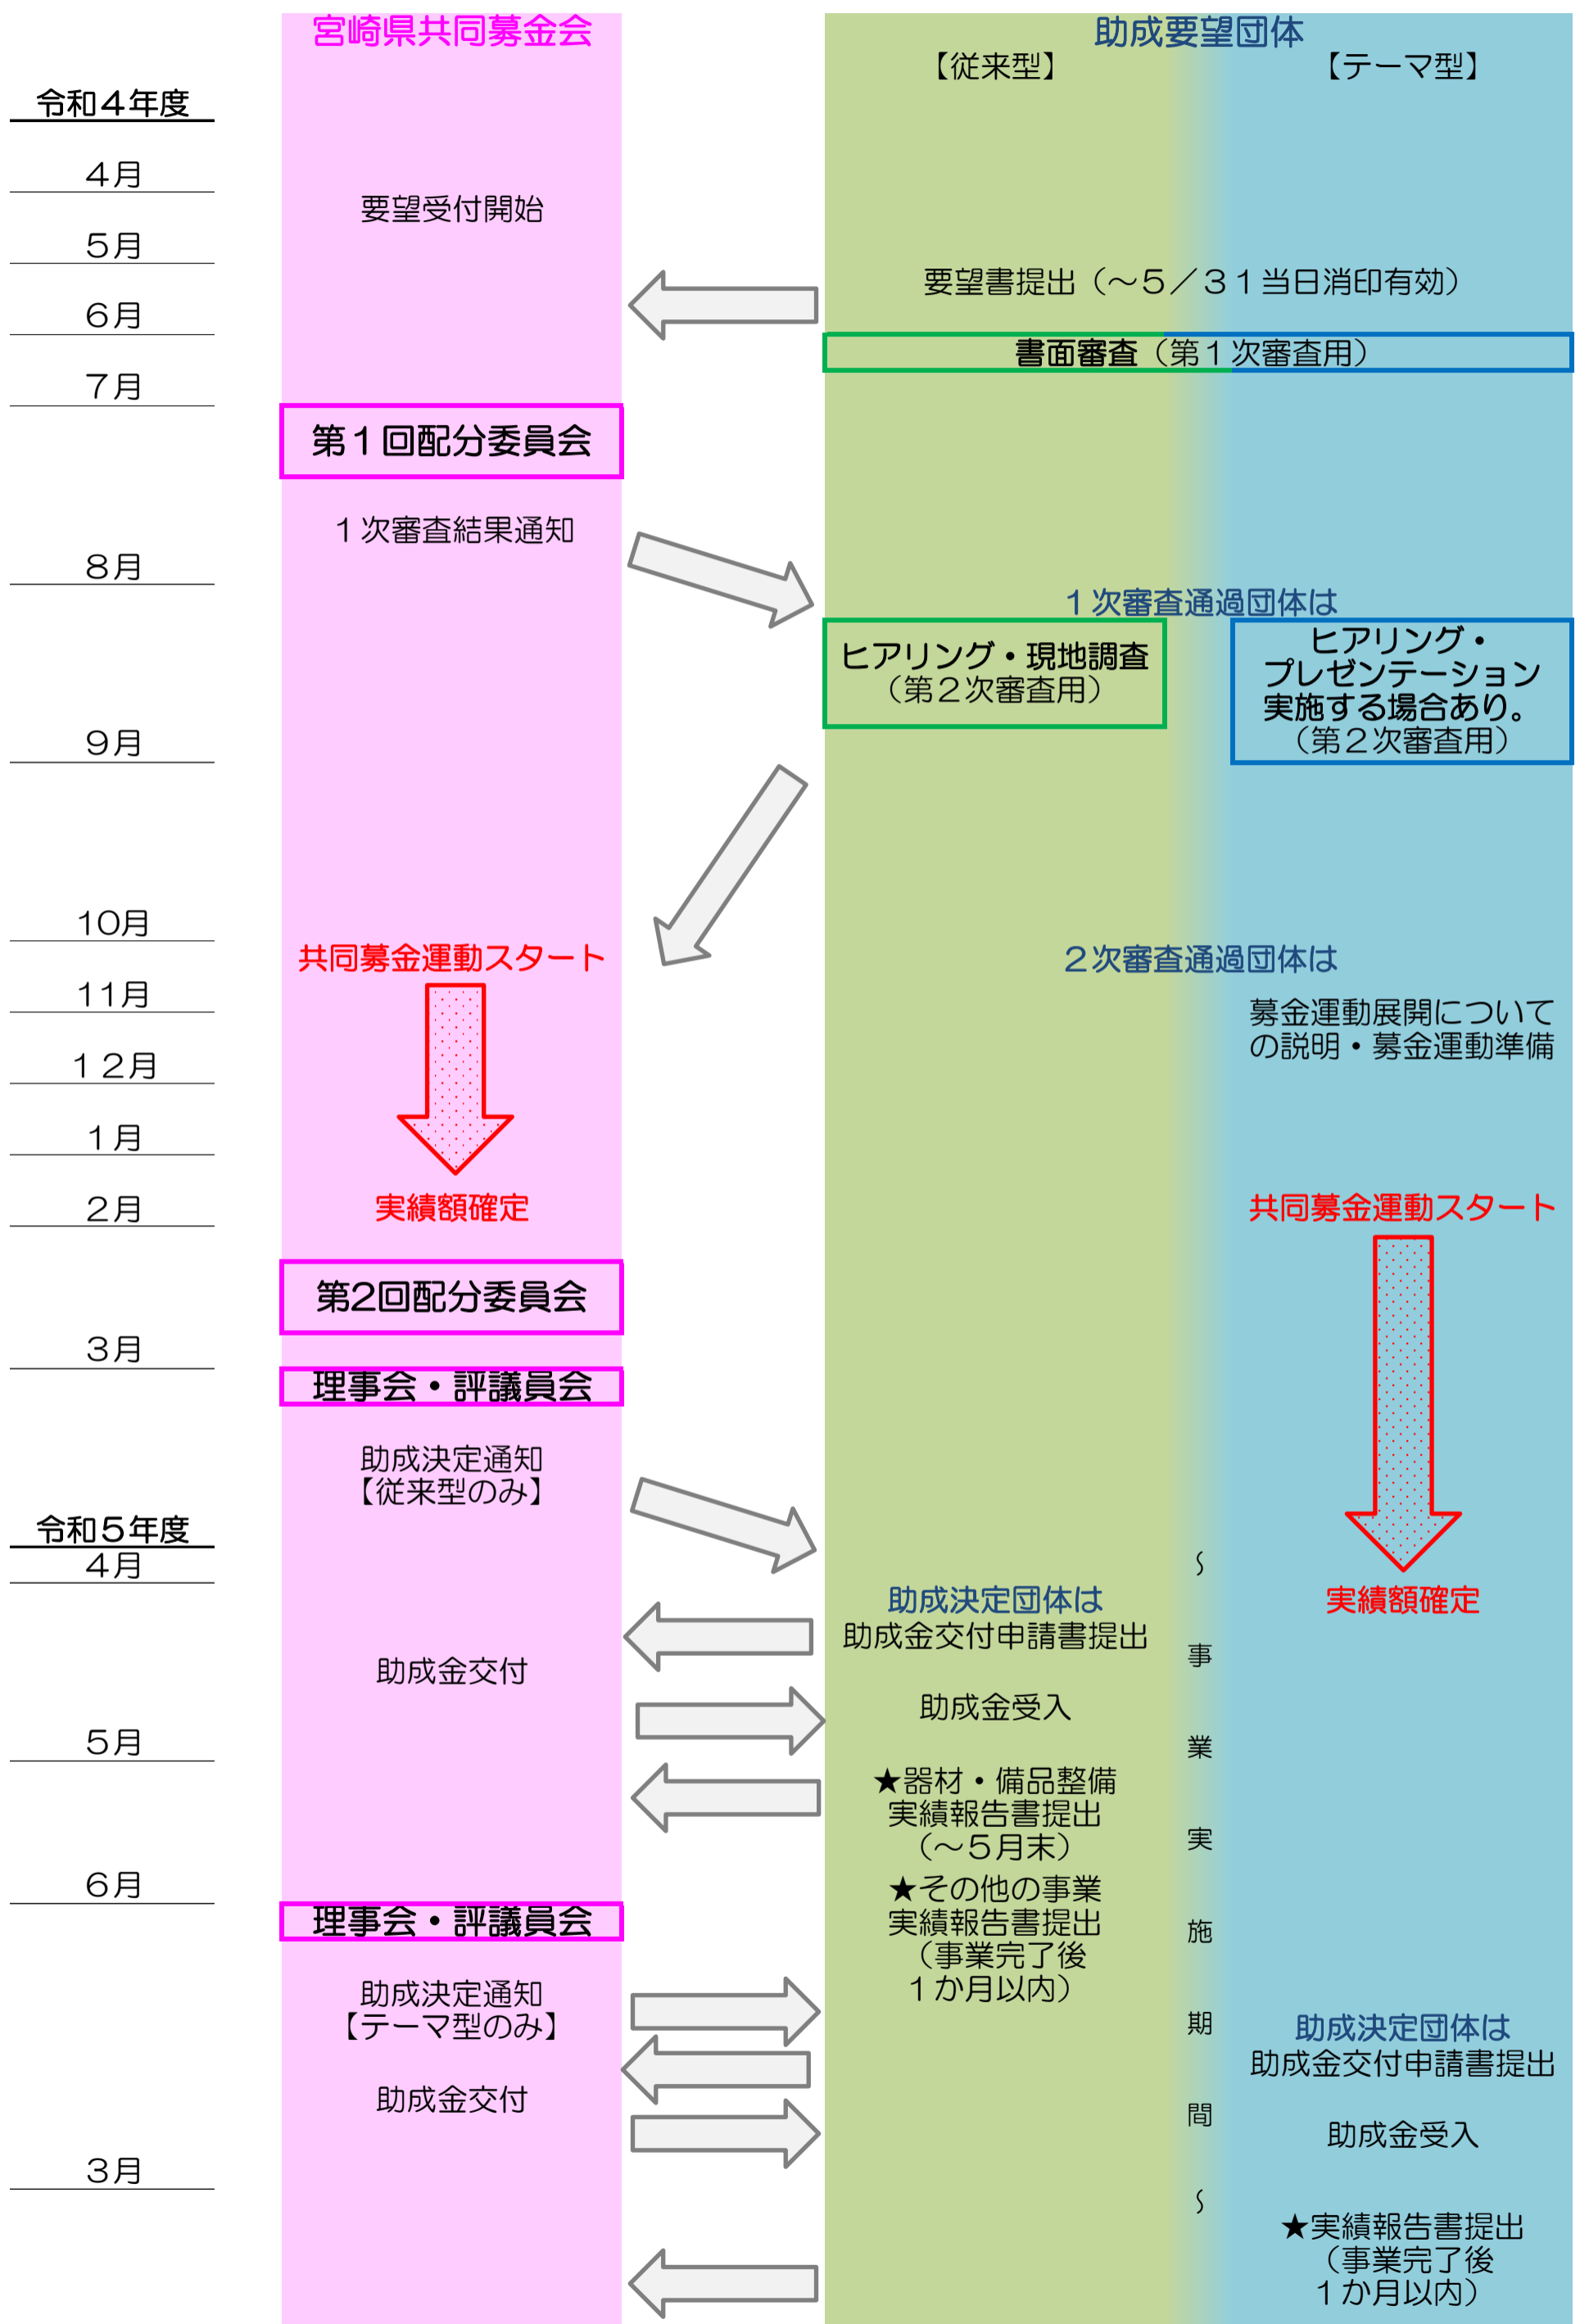 宮崎県共同募金会
助成要望団体
【従来型】
【テーマ型】
令和４年度
４月
要望受付開始
５月
要望書提出（～５／３１当日消印有効）
６月
書面審査（第１次審査用）
７月
第１回配分委員会
１次審査結果通知
８月
１次審査通過団体は
ヒアリング・現地調査
（第２次審査用）
ヒアリング・
プレゼンテーション
実施する場合あり。
（第２次審査用）
９月
10月
共同募金運動スタート
２次審査通過団体は
11月
募金運動展開について
の説明・募金運動準備
１２月
１月
２月
実績額確定
共同募金運動スタート
第2回配分委員会
３月
理事会・評議員会
助成決定通知
【従来型のみ】
令和５年度
４月
助成決定団体は
助成金交付申請書提出
実績額確定
助成金交付
助成金受入
５月
★器材・備品整備
実績報告書提出
（～５月末）
６月
★その他の事業
実績報告書提出
（事業完了後
１か月以内）
理事会・評議員会
～事業実施期間～
助成決定通知
【テーマ型のみ】
助成決定団体は
助成金交付申請書提出
助成金交付
助成金受入
３月
★実績報告書提出
（事業完了後
１か月以内）